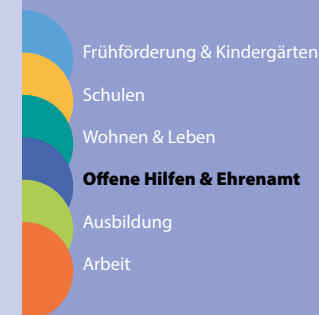 Frühförderung & Kindergärten
Schulen
Wohnen & Leben
Offene Hilfen & Ehrenamt
Ausbildung
Arbeit